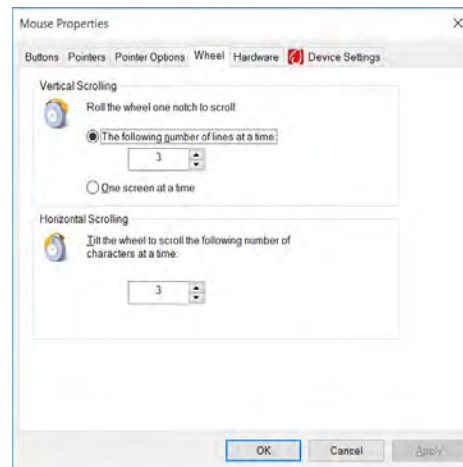 Mouse Properties
Buttons Pointers Pointer Options Wheel Hardware Device Settings
Vertical Scrolling
Roll the wheel one notch to scroll:
The following number of lines at a time:
3
One screen at a time
Horizontal Scrolling
Tilt the wheel to scroll the following number of
characters at a time:
3
OK Cancel Apply